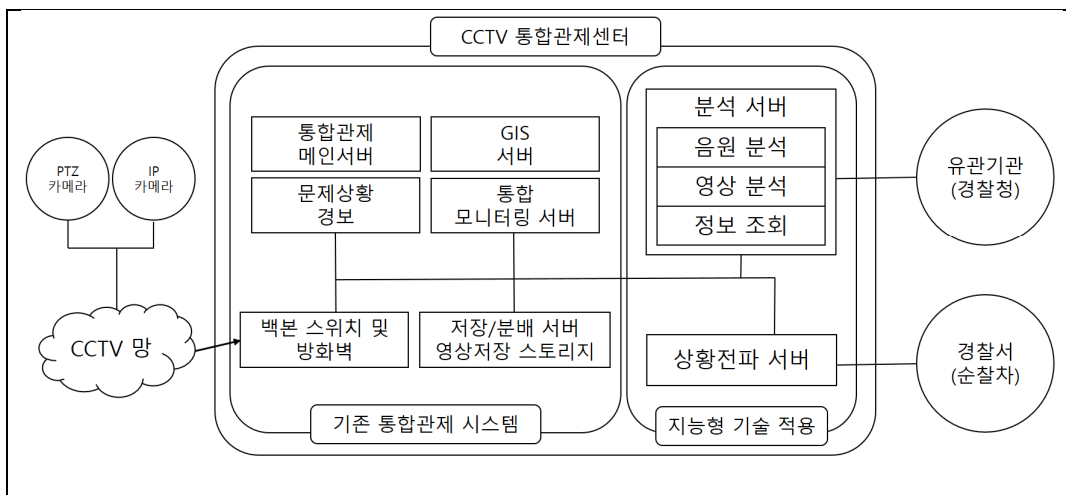 CCTV 통합관제센터
PTZ
카메라
IP
카메라
CCTV 망
통합관제
메인서버
GIS
서버
문제상황
경보
통합
모니터링 서버
백본 스위치 및
방화벽
저장/분배 서버
영상저장 스토리지
기존 통합관제 시스템
분석 서버
음원 분석
영상 분석
정보 조회
상황전파 서버
지능형 기술 적용
유관기관
(경찰청)
경찰서
(순찰차)